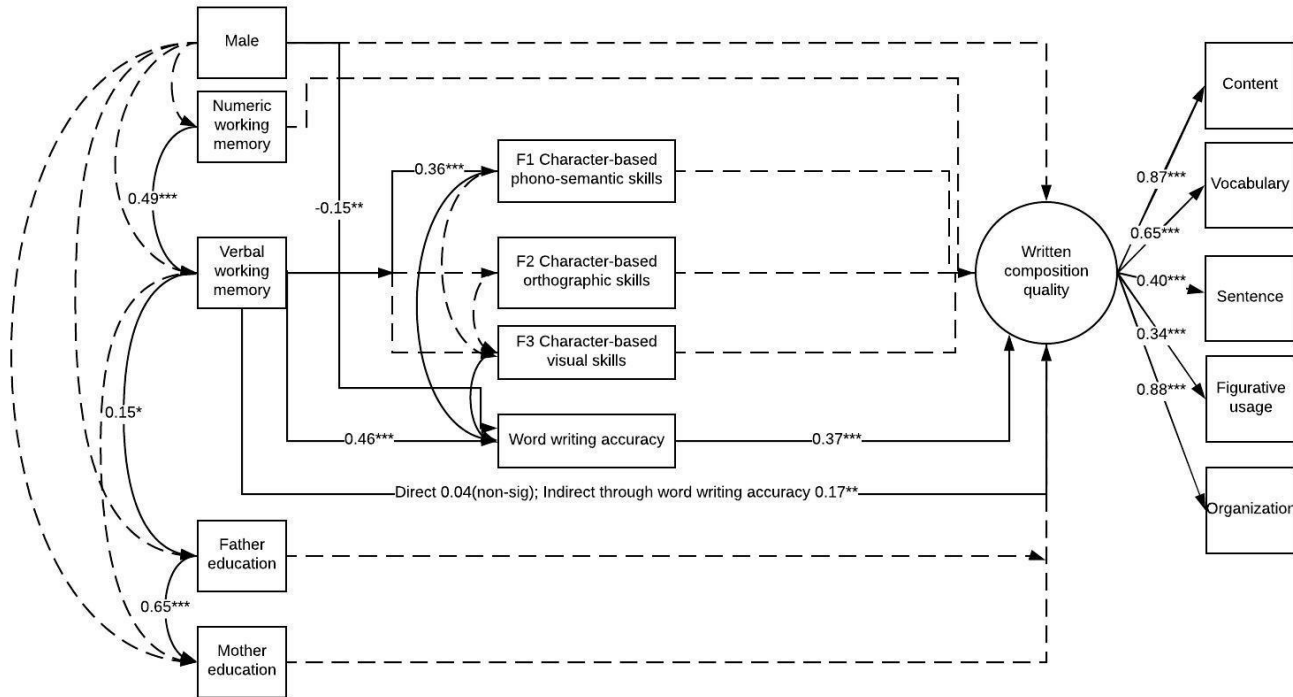 Male
Numeric
working
memory
0.49***
Verbal
working
memory
0.15*
Father
education
0.65***
Mother
education
-0.15**
0.36***
0.46***
F1 Character-based
phono-semantic skills
F2 Character-based
orthographic skills
F3 Character-based
visual skills
Word writing accuracy
0.37***
Direct 0.04(non-sig); Indirect through word writing accuracy 0.17**
Written
composition
quality
0.87***
0.65***
0.40***
0.34***
0.88***
Content
Vocabulary
Sentence
Figurative
usage
Organization